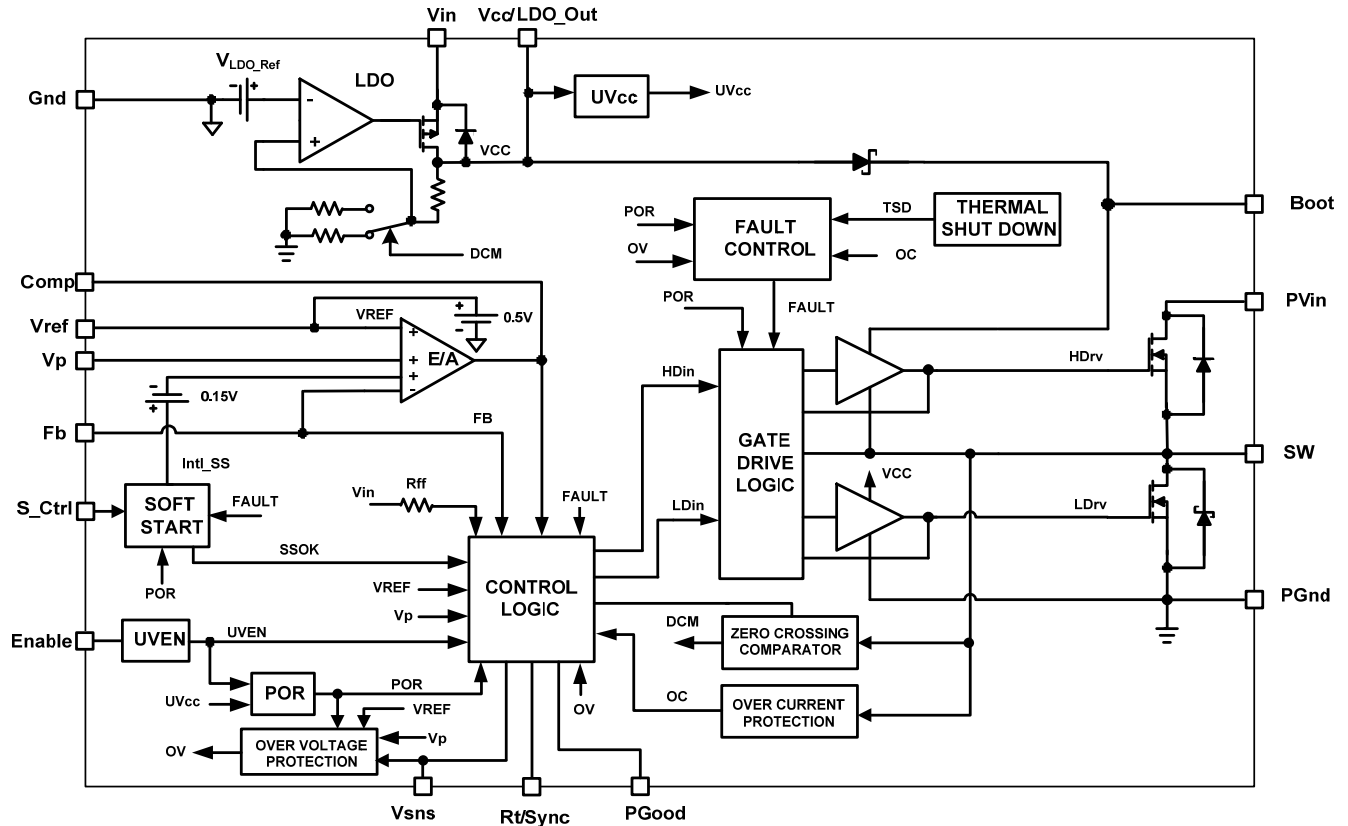 Vin
Vcc/LDO_Out
VLDO_Ref
LDO
-
+
-
+
Gnd
UVcc
UVcc
VCC
DCM
POR
OV
FAULT
CONTROL
TSD
THERMAL
SHUT DOWN
OC
Boot
Comp
Vref
VREF
+
-
0.5V
Vp
+
+
+
-
E/A
-
+
0.15V
Fb
FB
Intl_SS
POR
FAULT
PVin
HDin
HDrv
GATE
DRIVE
LOGIC
SW
VCC
LDin
LDrv
S_Ctrl
SOFT
START
FAULT
Vin
Rff
FAULT
SSOK
POR
VREF
Vp
CONTROL
LOGIC
PGnd
Enable
UVEN
UVEN
DCM
ZERO CROSSING
COMPARATOR
UVcc
POR
POR
OV
OC
OVER CURRENT
PROTECTION
VREF
Vp
OV
OVER VOLTAGE
PROTECTION
Vsns
Rt/Sync
PGood